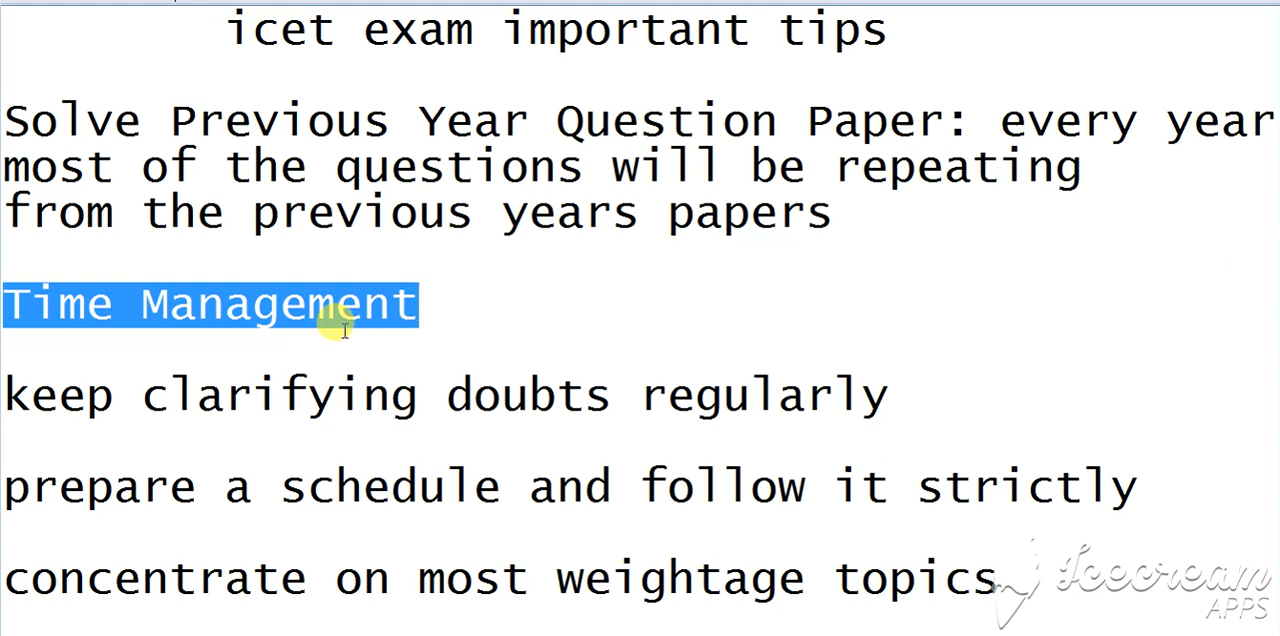 icet exam important tips
Solve Previous Year Question Paper: every year
most of the questions will be repeating
from the previous years papers
Time Management
keep clarifying doubts regularly
prepare a schedule and follow it strictly
concentrate on most weightage topics
Icecream
APPS